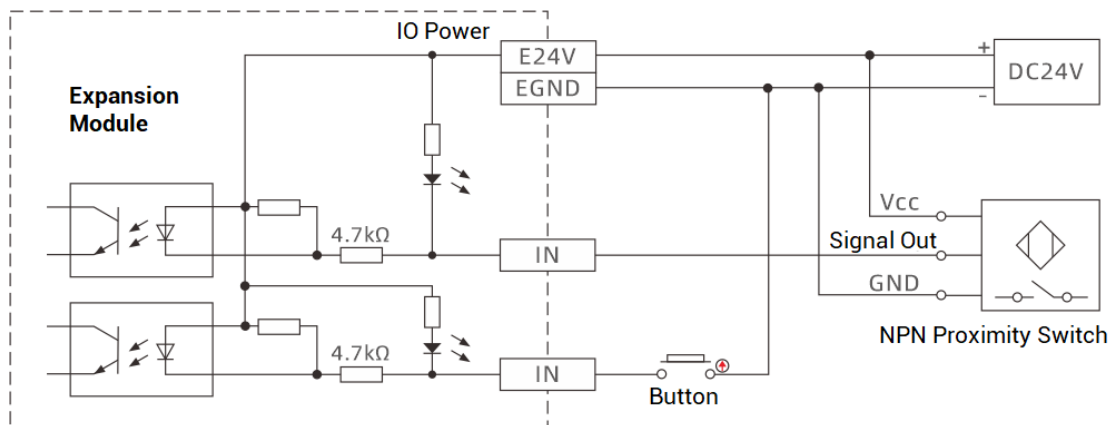 IO Power
E24V
EGND
+
-
DC24V
Expansion
Module
Vcc
4.7kΩ
IN
Signal Out
GND
NPN Proximity Switch
4.7kΩ
IN
Button